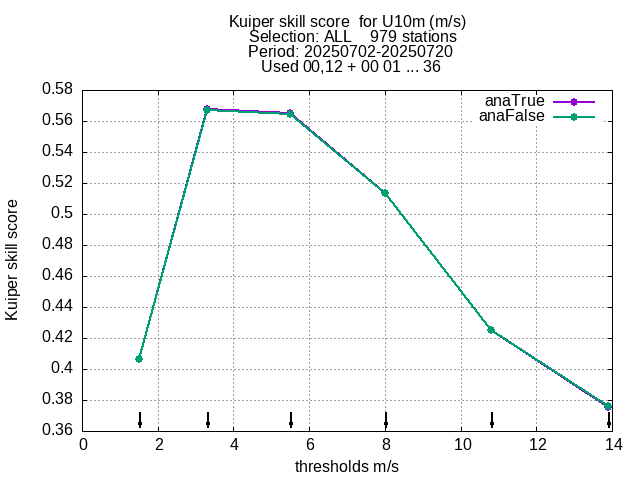 Kuiper skill score  for U10m (m/s)
Selection: ALL    979 stations
Period: 20250702-20250720
Used 00,12 + 00 01 ... 36
anaTrue
anaFalse
0.58
0.56
0.54
0.52
0.5
0.48
0.46
0.44
0.42
0.4
0.38
0.36
Kuiper skill score
0 2 4 6 8 10 12 14
thresholds m/s